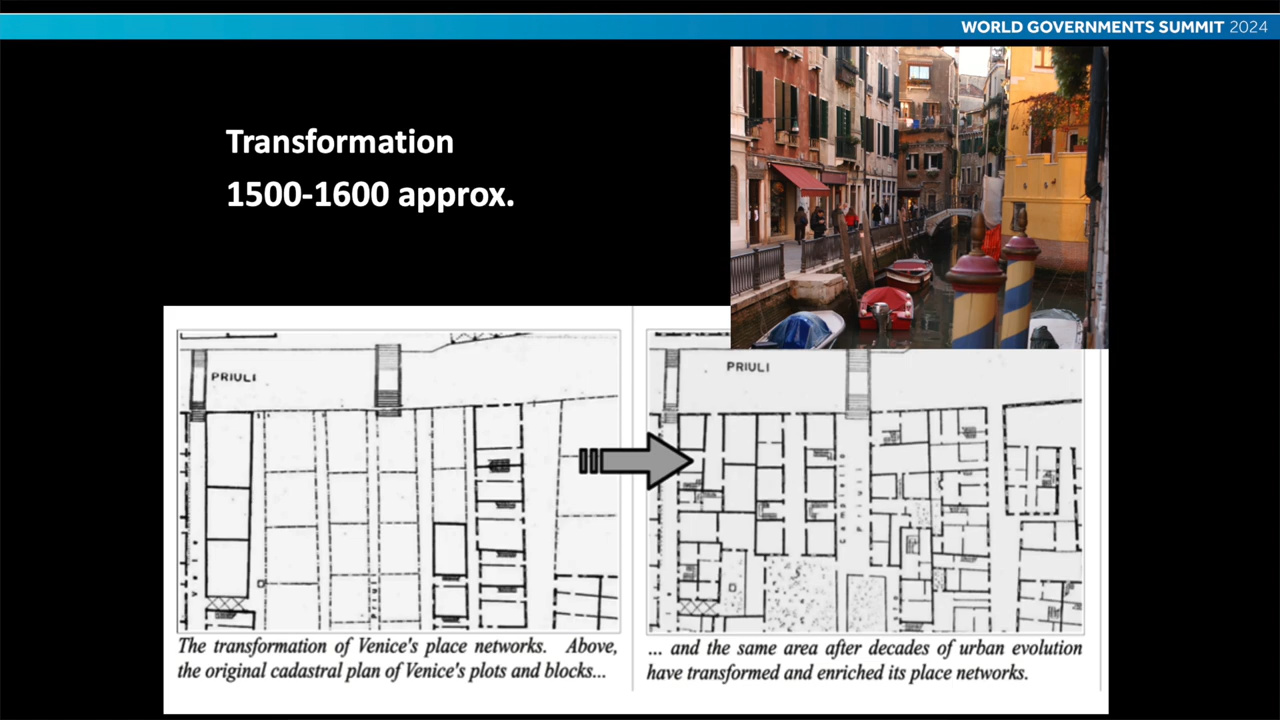 WORLD GOVERNMENTS SUMMIT 2024
Transformation
1500-1600 approx.
PRIULI
PRIULI
The transformation of Venice's place networks. Above,
the original cadastral plan of Venice's plots and blocks...
... and the same area after decades of urban evolution
have transformed and enriched its place networks.